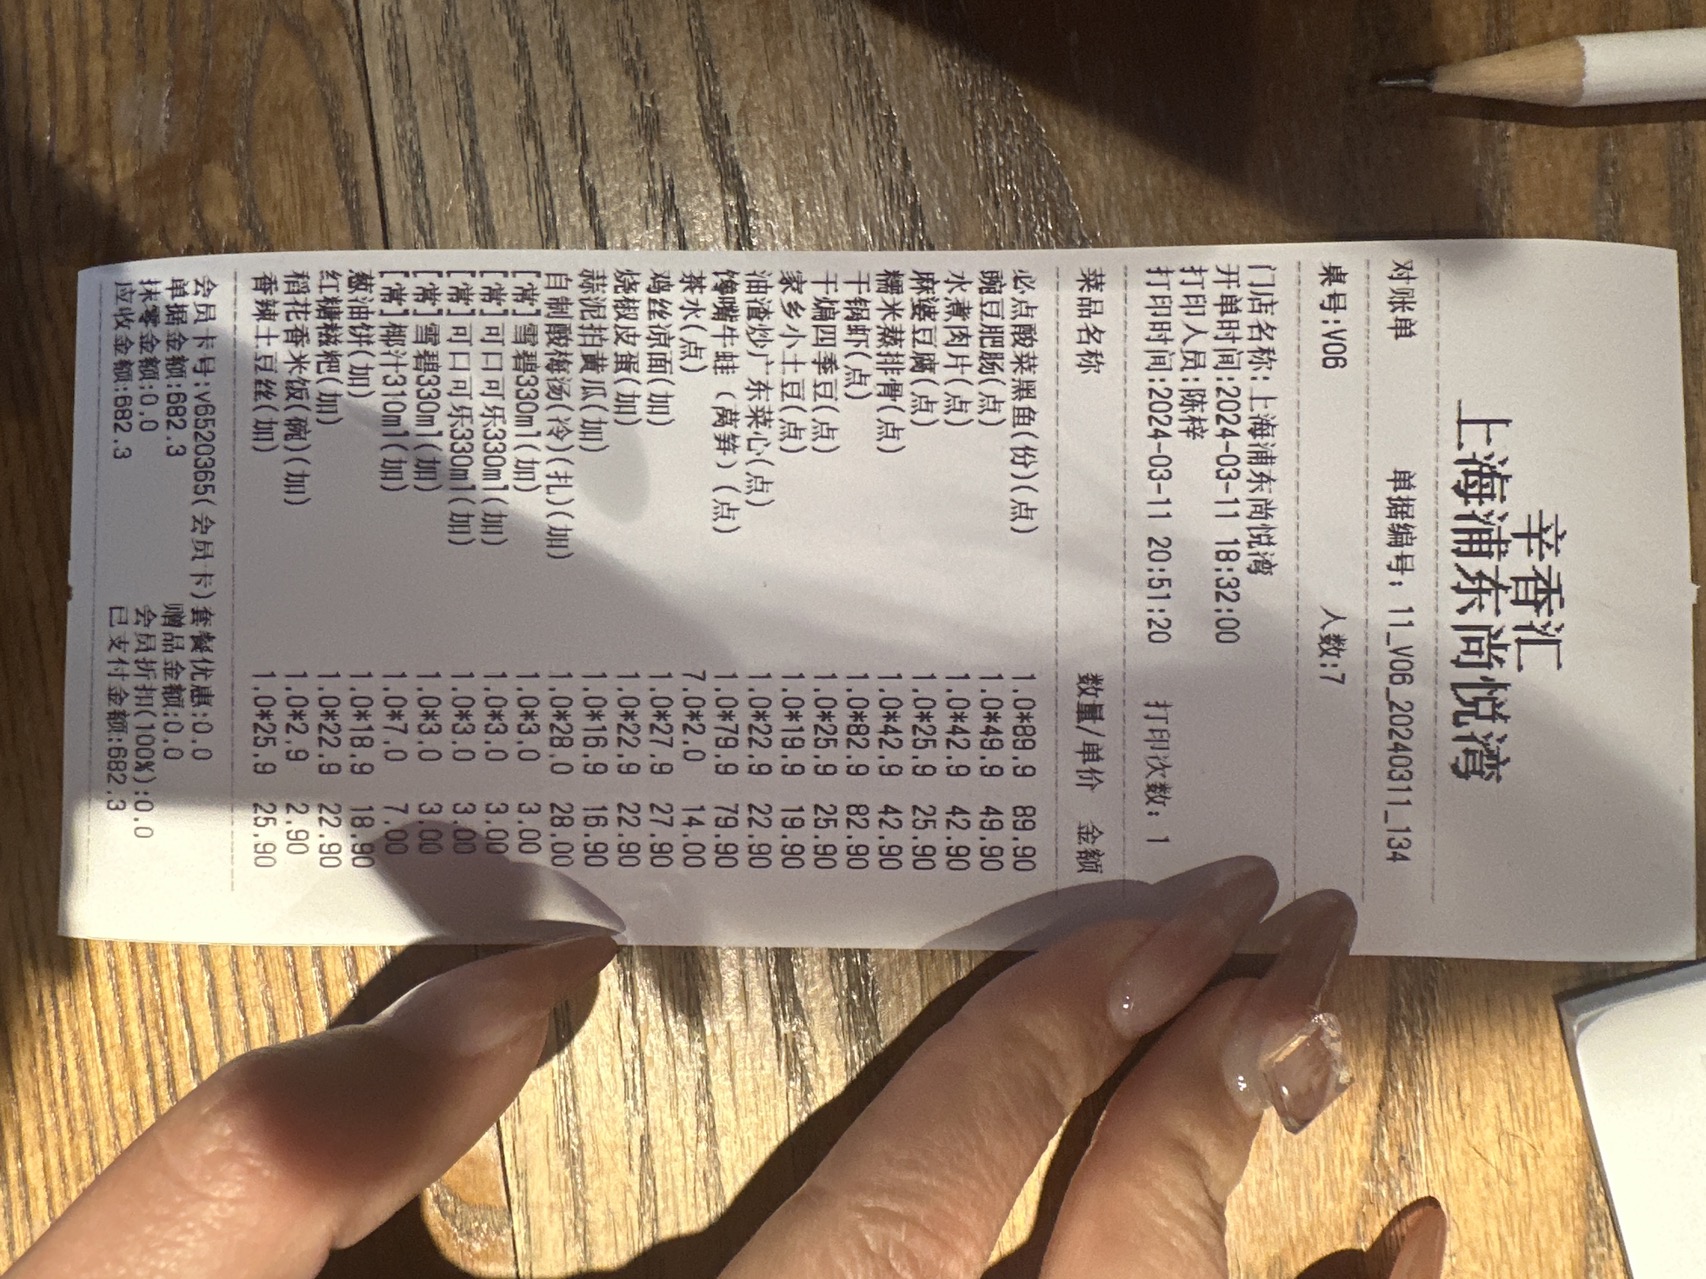 辛香汇
上海浦东尚悦湾
对账单 单据编号：11_V06_20240311_134
桌号:V06 人数:7
门店名称:上海浦东尚悦湾
开单时间:2024-03-11 18:32:00
打印人员:陈梓
打印时间:2024-03-11 20:51:20 打印次数：1
菜品名称 数量/单价 金额
必点酸菜黑鱼(份)(点) 1.0*89.9 89.90
豌豆肥肠(点) 1.0*49.9 49.90
水煮肉片(点) 1.0*42.9 42.90
麻婆豆腐(点) 1.0*25.9 25.90
糯米蒸排骨(点) 1.0*42.9 42.90
干锅虾(点) 1.0*82.9 82.90
干煸四季豆(点) 1.0*25.9 25.90
家乡小土豆(点) 1.0*19.9 19.90
油渣炒广东菜心(点) 1.0*22.9 22.90
馋嘴牛蛙（莴笋）(点) 1.0*79.9 79.90
茶水(点) 7.0*2.0 14.00
鸡丝凉面(加) 1.0*27.9 27.90
烧椒皮蛋(加) 1.0*22.9 22.90
蒜泥拍黄瓜(加) 1.0*16.9 16.90
自制酸梅汤(冷)(扎)(加) 1.0*28.0 28.00
[常]雪碧330ml(加) 1.0*3.0 3.00
[常]可口可乐330ml(加) 1.0*3.0 3.00
[常]可口可乐330ml(加) 1.0*3.0 3.00
[常]雪碧330ml(加) 1.0*3.0 3.00
[常]椰汁310ml(加) 1.0*7.0 7.00
葱油饼(加) 1.0*18.9 18.90
红糖糍粑(加) 1.0*22.9 22.90
稻花香米饭(碗)(加) 1.0*2.9 2.90
香辣土豆丝(加) 1.0*25.9 25.90
会员卡号:v6520365(会员卡) 套餐优惠:0.0
单据金额:682.3 赠品金额:0.0
抹零金额:0.0 会员折扣(100%):0.0
应收金额:682.3 已支付金额:682.3